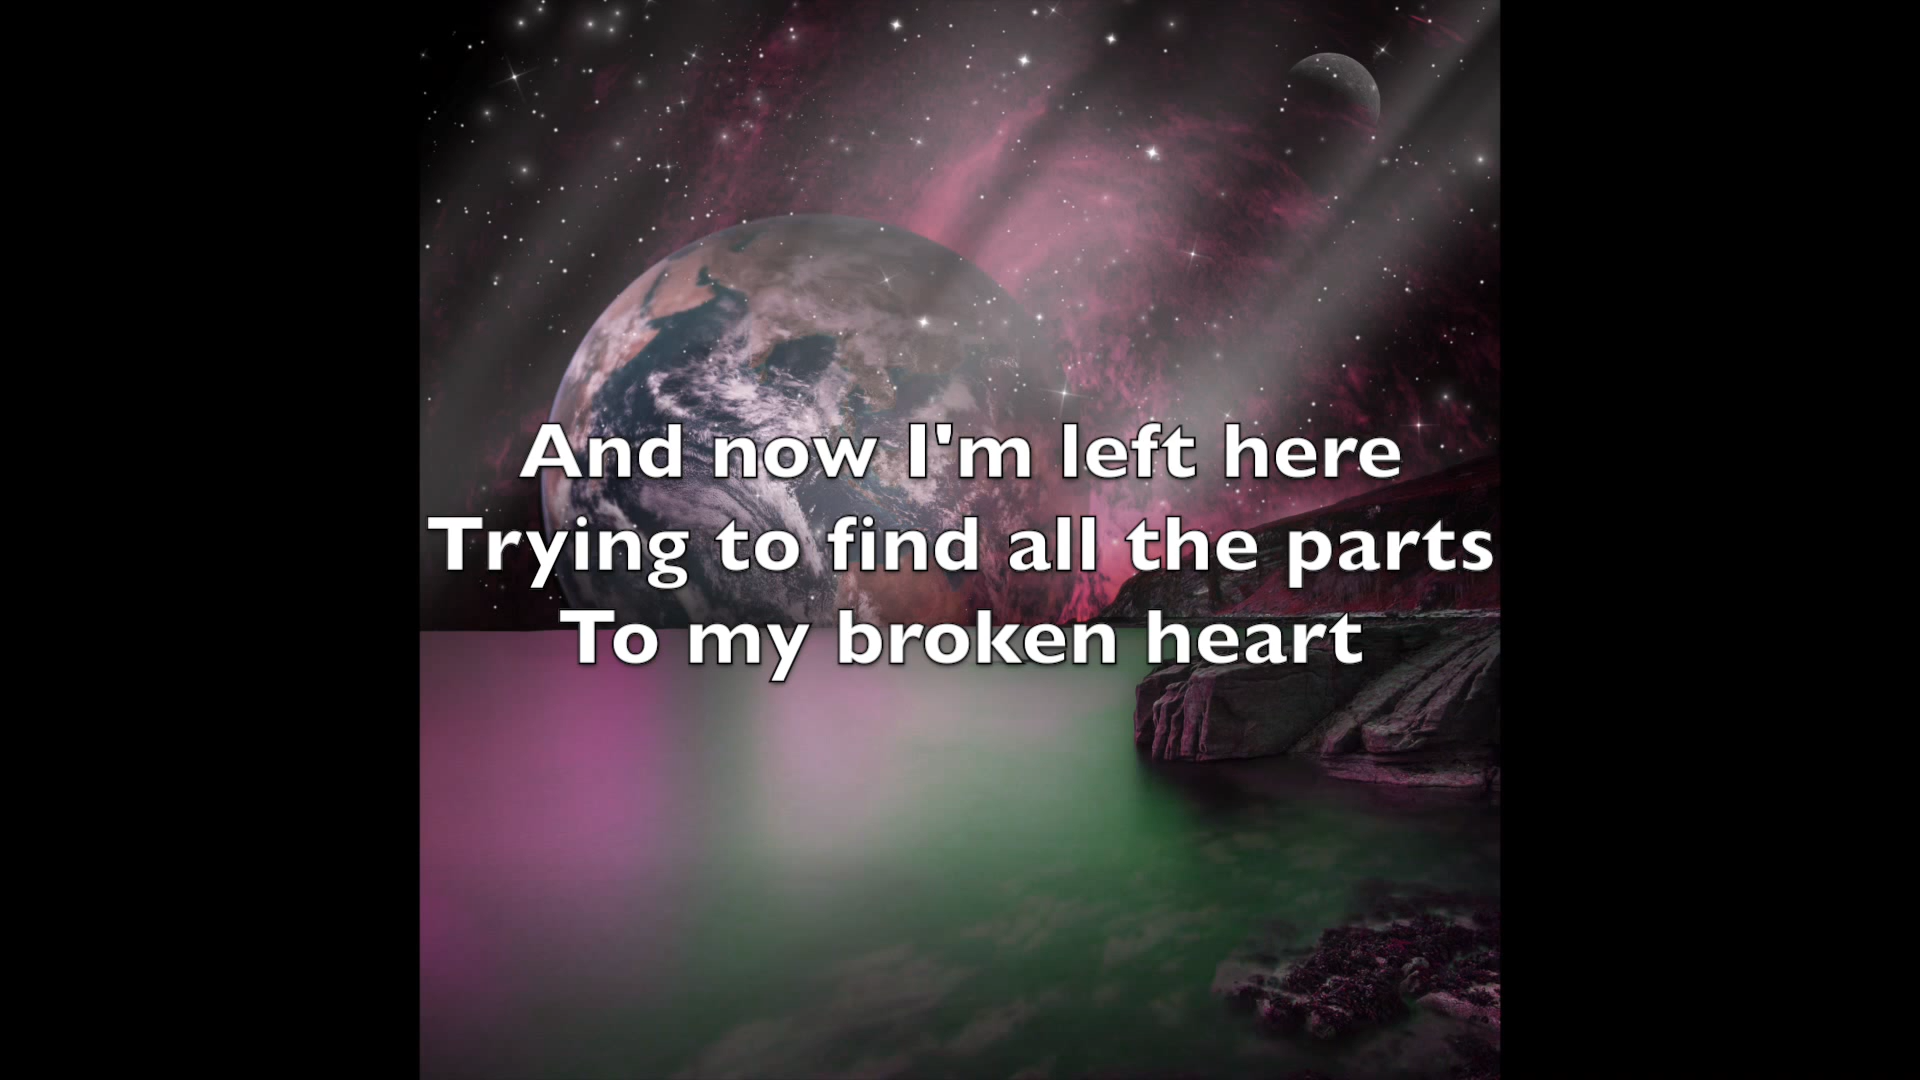 And now I'm left here
Trying to find all the parts
To my broken heart